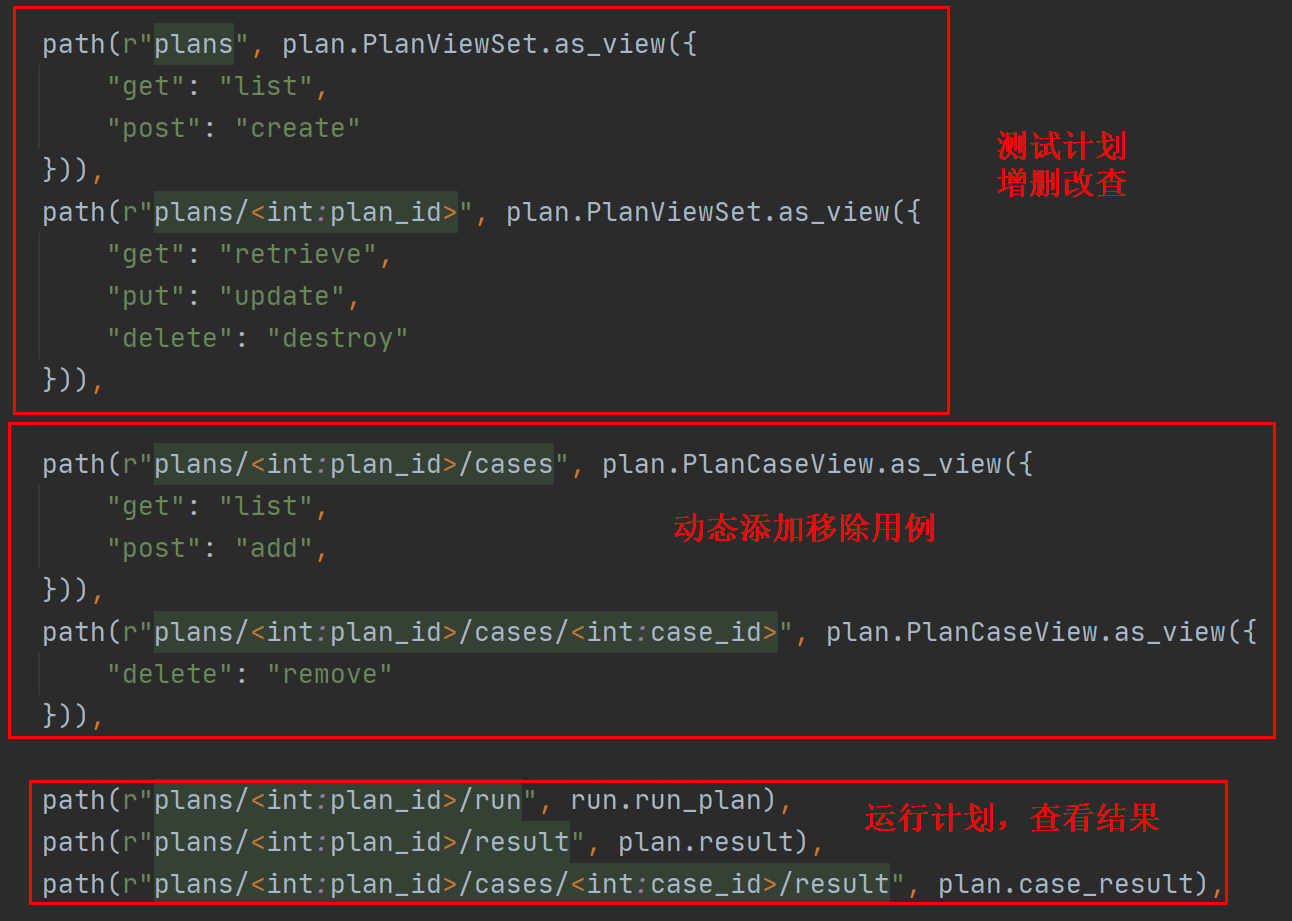 path(r"plans", plan.PlanViewSet.as_view({
    "get": "list",
    "post": "create"
})),
测试计划
增删改查
path(r"plans/<int:plan_id>", plan.PlanViewSet.as_view({
    "get": "retrieve",
    "put": "update",
    "delete": "destroy"
})),
path(r"plans/<int:plan_id>/cases", plan.PlanCaseView.as_view({
    "get": "list",
    "post": "add",
})),
动态添加移除用例
path(r"plans/<int:plan_id>/cases/<int:case_id>", plan.PlanCaseView.as_view({
    "delete": "remove"
})),
path(r"plans/<int:plan_id>/run", run.run_plan),
path(r"plans/<int:plan_id>/result", plan.result),
path(r"plans/<int:plan_id>/cases/<int:case_id>/result", plan.case_result),
运行计划，查看结果